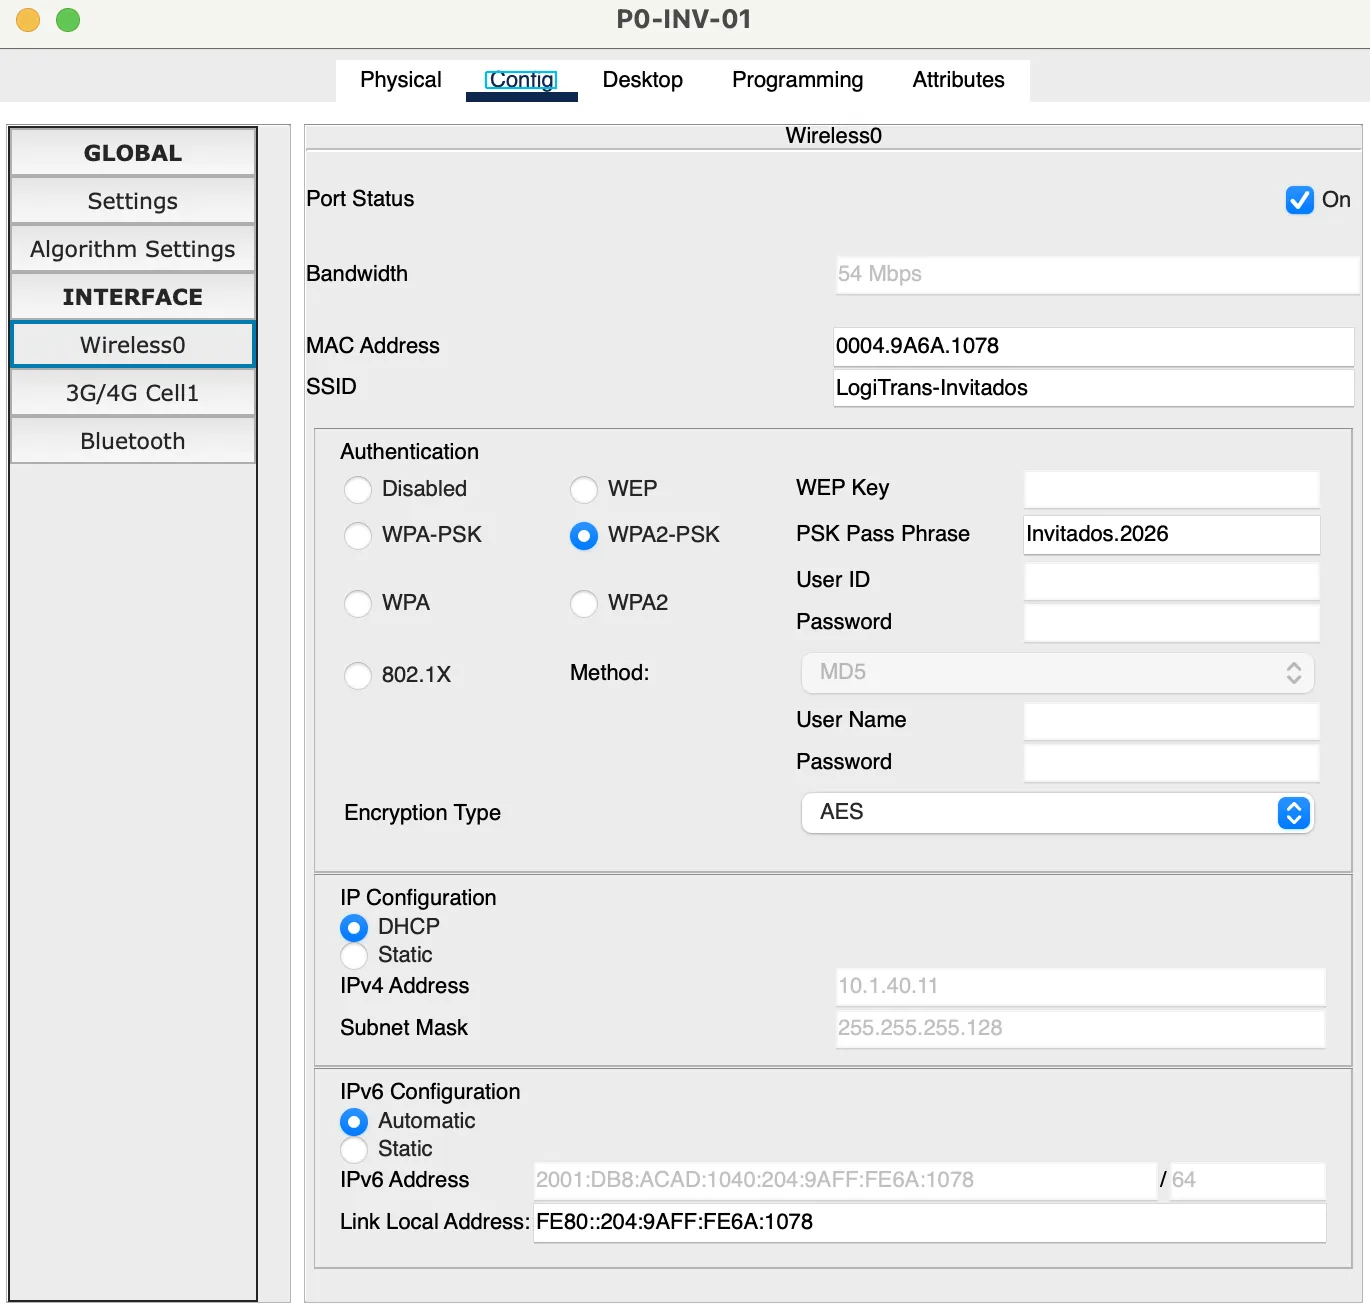 P0-INV-01
Physical Config Desktop Programming Attributes
GLOBAL
Settings
Algorithm Settings
INTERFACE
Wireless0
3G/4G Cell1
Bluetooth
Wireless0
Port Status On
Bandwidth 54 Mbps
MAC Address 0004.9A6A.1078
SSID LogiTrans-Invitados
Authentication
Disabled WEP WEP Key
WPA-PSK WPA2-PSK PSK Pass Phrase Invitados.2026
User ID
WPA WPA2
Password
802.1X Method: MD5
User Name
Password
Encryption Type AES
IP Configuration
DHCP
Static
IPv4 Address 10.1.40.11
Subnet Mask 255.255.255.128
IPv6 Configuration
Automatic
Static
IPv6 Address 2001:DB8:ACAD:1040:204:9AFF:FE6A:1078 / 64
Link Local Address: FE80::204:9AFF:FE6A:1078